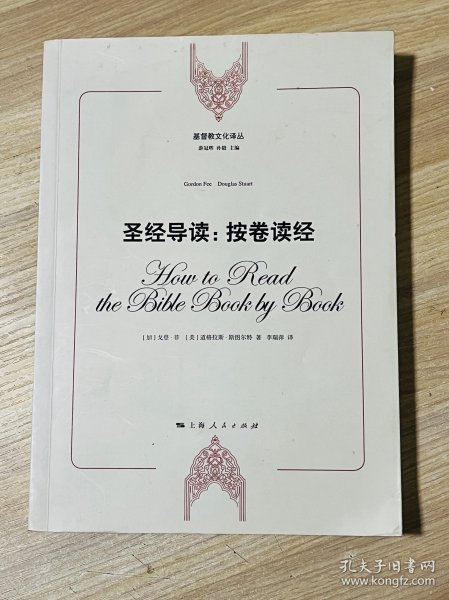 基督教文化译丛
游冠辉 孙毅 主编
Gordon Fee Douglas Stuart
圣经导读：按卷读经
How to Read
the Bible Book by Book
［加］戈登·菲 ［美］道格拉斯·斯图尔特 著 李瑞萍 译
上海人民出版社
孔夫子旧书网
www.kongfz.com